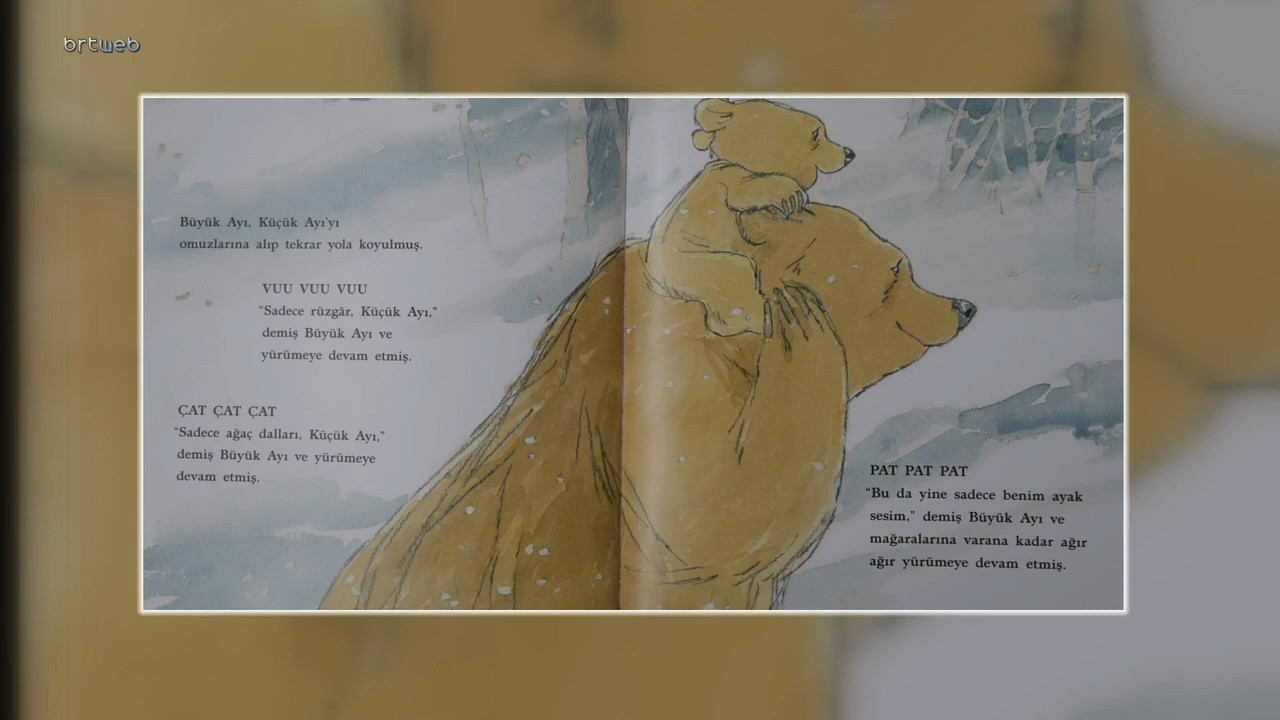 brtweb
Büyük Ayı, Küçük Ayı'yı
omuzlarına alıp tekrar yola koyulmuş.
VUU VUU VUU
"Sadece rüzgâr, Küçük Ayı,"
demiş Büyük Ayı ve
yürümeye devam etmiş.
ÇAT ÇAT ÇAT
"Sadece ağaç dalları, Küçük Ayı,"
demiş Büyük Ayı ve yürümeye
devam etmiş.
PAT PAT PAT
"Bu da yine sadece benim ayak
sesim," demiş Büyük Ayı ve
mağaralarına varana kadar ağır
ağır yürümeye devam etmiş.